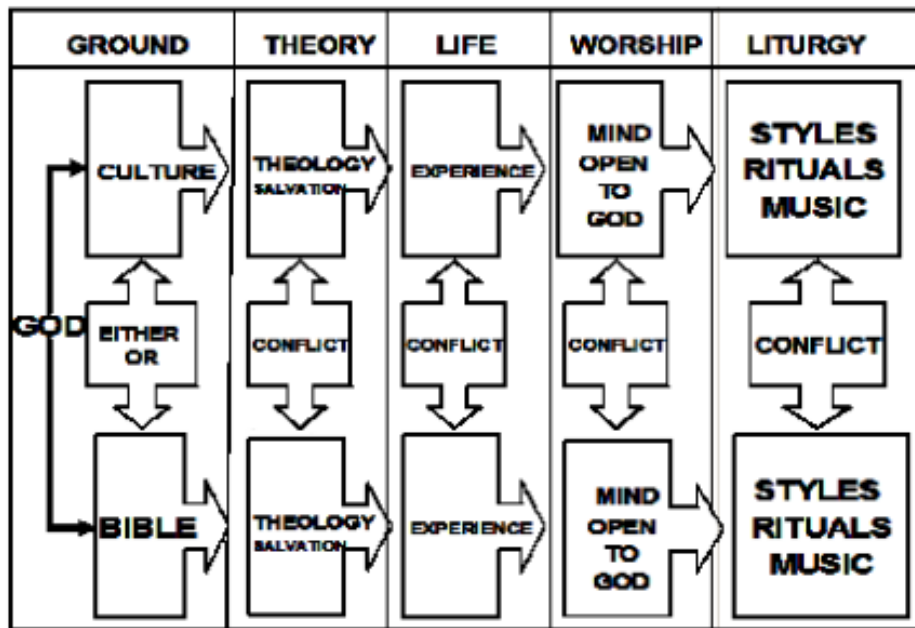 GROUND THEORY LIFE WORSHIP LITURGY
CULTURE
THEOLOGY
SALVATION
EXPERIENCE
MIND
OPEN
TO
GOD
STYLES
RITUALS
MUSIC
GOD
EITHER
OR
CONFLICT
CONFLICT
CONFLICT
CONFLICT
BIBLE
THEOLOGY
SALVATION
EXPERIENCE
MIND
OPEN
TO
GOD
STYLES
RITUALS
MUSIC